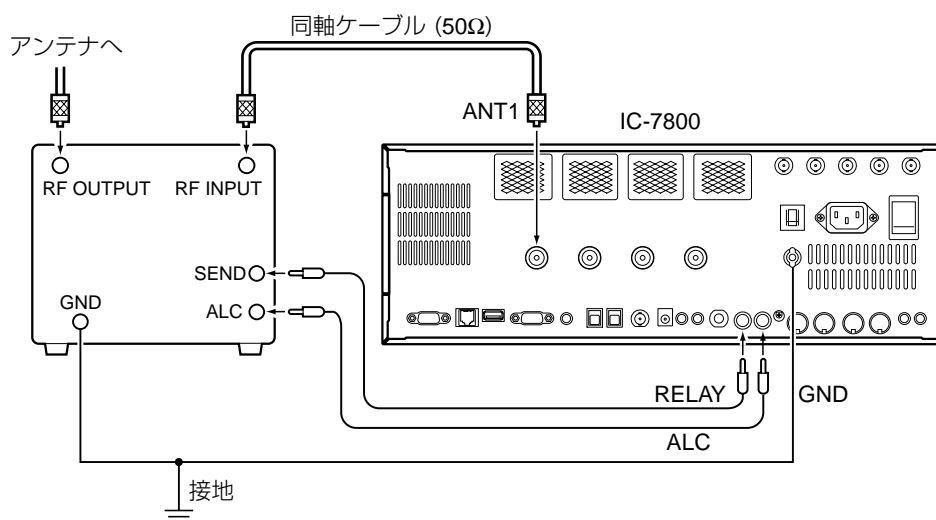 同軸ケーブル (50Ω)
アンテナへ
ANT1
IC-7800
RF OUTPUT
RF INPUT
SEND
GND
ALC
RELAY
GND
ALC
接地